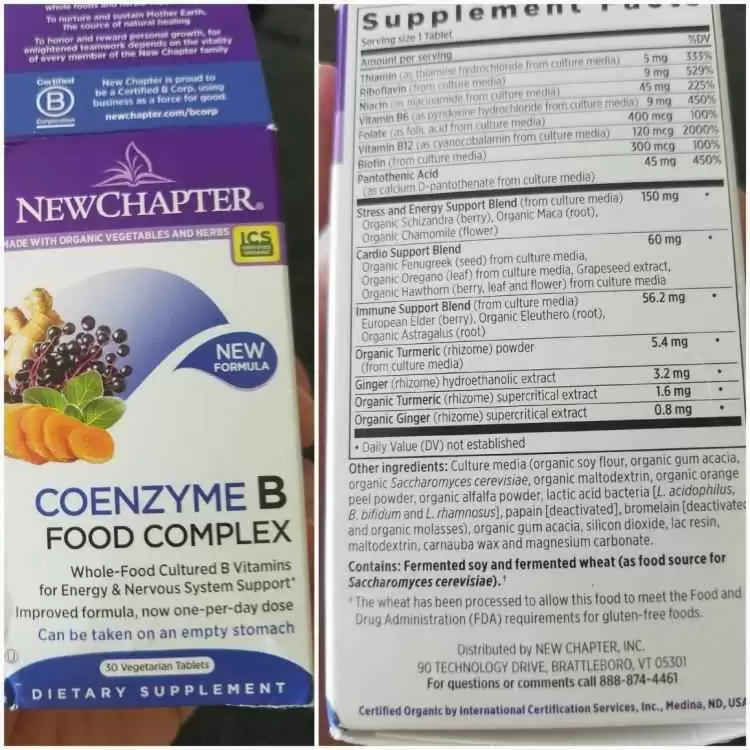 whole foods and
To nurture and sustain Mother Earth,
the source of natural healing
To honor and reward personal growth, for
enlightened teamwork depends on the vitality
of every member of the New Chapter family
Certified
B
Corporation
New Chapter is proud to
be a Certified B Corp, using
business as a force for good.
newchapter.com/bcorp
NEWCHAPTER®
MADE WITH ORGANIC VEGETABLES AND HERBS
ICS
NEW
FORMULA
COENZYME B
FOOD COMPLEX
Whole-Food Cultured B Vitamins
for Energy & Nervous System Support*
Improved formula, now one-per-day dose
Can be taken on an empty stomach
30 Vegetarian Tablets
DIETARY SUPPLEMENT
Supplement Facts
Serving size 1 Tablet
Amount per serving %DV
Thiamin (as thiamine hydrochloride from culture media) 5 mg 333%
Riboflavin (from culture media) 9 mg 529%
Niacin (as niacinamide from culture media) 45 mg 225%
Vitamin B6 (as pyridoxine hydrochloride from culture media) 9 mg 450%
Folate (as folic acid from culture media) 400 mcg 100%
Vitamin B12 (as cyanocobalamin from culture media) 120 mcg 2000%
Biotin (from culture media) 300 mcg 100%
Pantothenic Acid 45 mg 450%
(as calcium D-pantothenate from culture media)
Stress and Energy Support Blend (from culture media) 150 mg •
Organic Schizandra (berry), Organic Maca (root),
Organic Chamomile (flower)
Cardio Support Blend 60 mg •
Organic Fenugreek (seed) from culture media,
Organic Oregano (leaf) from culture media, Grapeseed extract,
Organic Hawthorn (berry, leaf and flower) from culture media
Immune Support Blend (from culture media) 56.2 mg •
European Elder (berry), Organic Eleuthero (root),
Organic Astragalus (root)
Organic Turmeric (rhizome) powder 5.4 mg •
(from culture media)
Ginger (rhizome) hydroethanolic extract 3.2 mg •
Organic Turmeric (rhizome) supercritical extract 1.6 mg •
Organic Ginger (rhizome) supercritical extract 0.8 mg •
• Daily Value (DV) not established
Other ingredients: Culture media (organic soy flour, organic gum acacia,
organic Saccharomyces cerevisiae, organic maltodextrin, organic orange
peel powder, organic alfalfa powder, lactic acid bacteria [L. acidophilus,
B. bifidum and L. rhamnosus], papain [deactivated], bromelain [deactivated]
and organic molasses), organic gum acacia, silicon dioxide, lac resin,
maltodextrin, carnauba wax and magnesium carbonate.
Contains: Fermented soy and fermented wheat (as food source for
Saccharomyces cerevisiae).†
† The wheat has been processed to allow this food to meet the Food and
Drug Administration (FDA) requirements for gluten-free foods.
Distributed by NEW CHAPTER, INC.
90 TECHNOLOGY DRIVE, BRATTLEBORO, VT 05301
For questions or comments call 888-874-4461
Certified Organic by International Certification Services, Inc., Medina, ND, USA